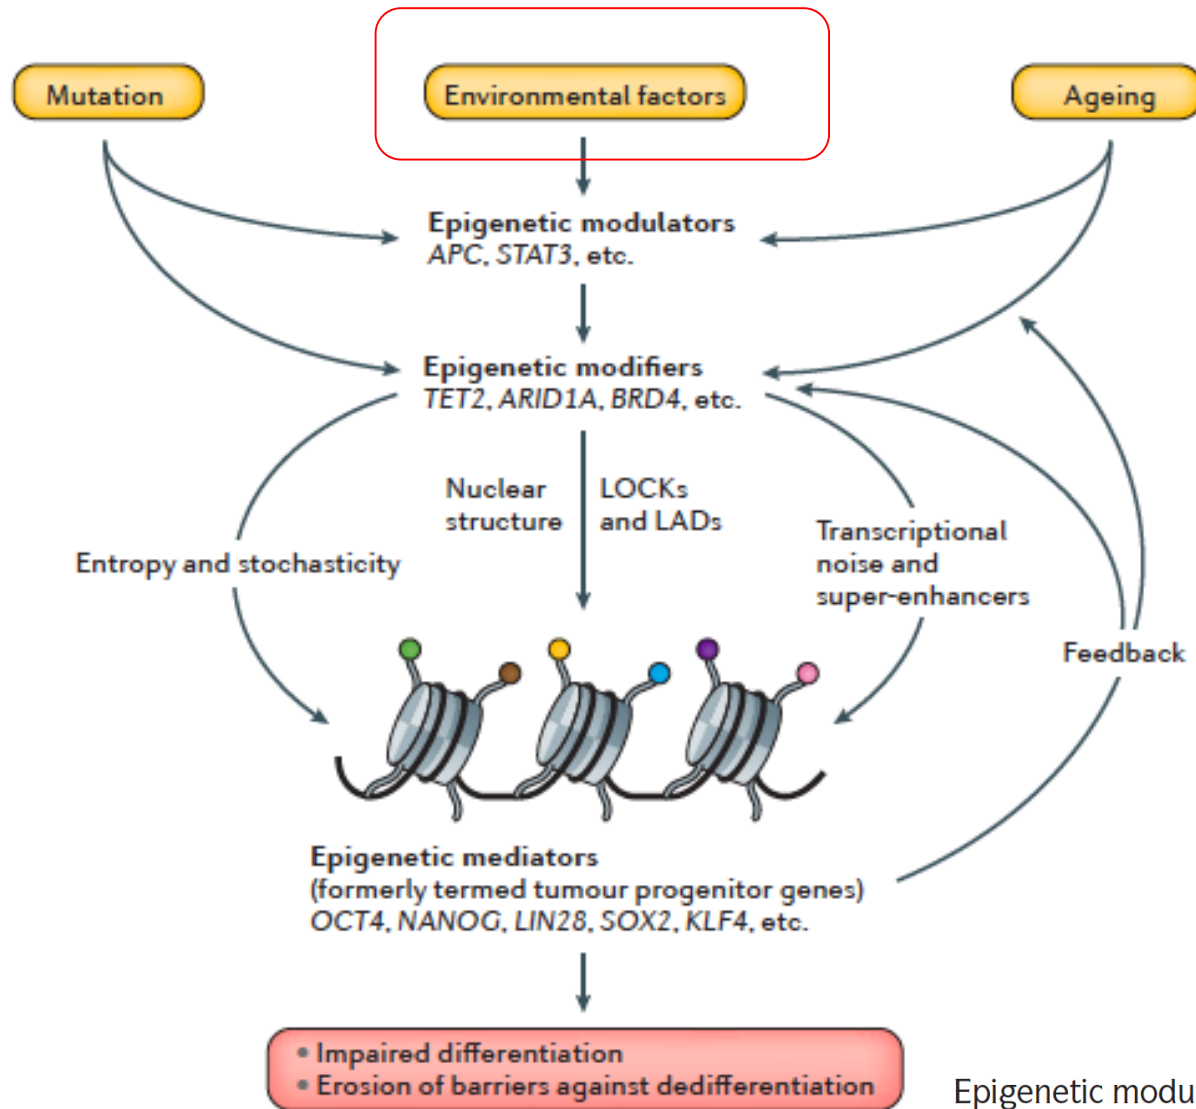 Mutation
Environmental factors
Ageing
Epigenetic modulators
APC, STAT3, etc.
Epigenetic modifiers
TET2, ARID1A, BRD4, etc.
Nuclear
structure
LOCKs
and LADs
Transcriptional
noise and
super-enhancers
Entropy and stochasticity
Feedback
Epigenetic mediators
(formerly termed tumour progenitor genes)
OCT4, NANOG, LIN28, SOX2, KLF4, etc.
• Impaired differentiation
• Erosion of barriers against dedifferentiation
Epigenetic modu